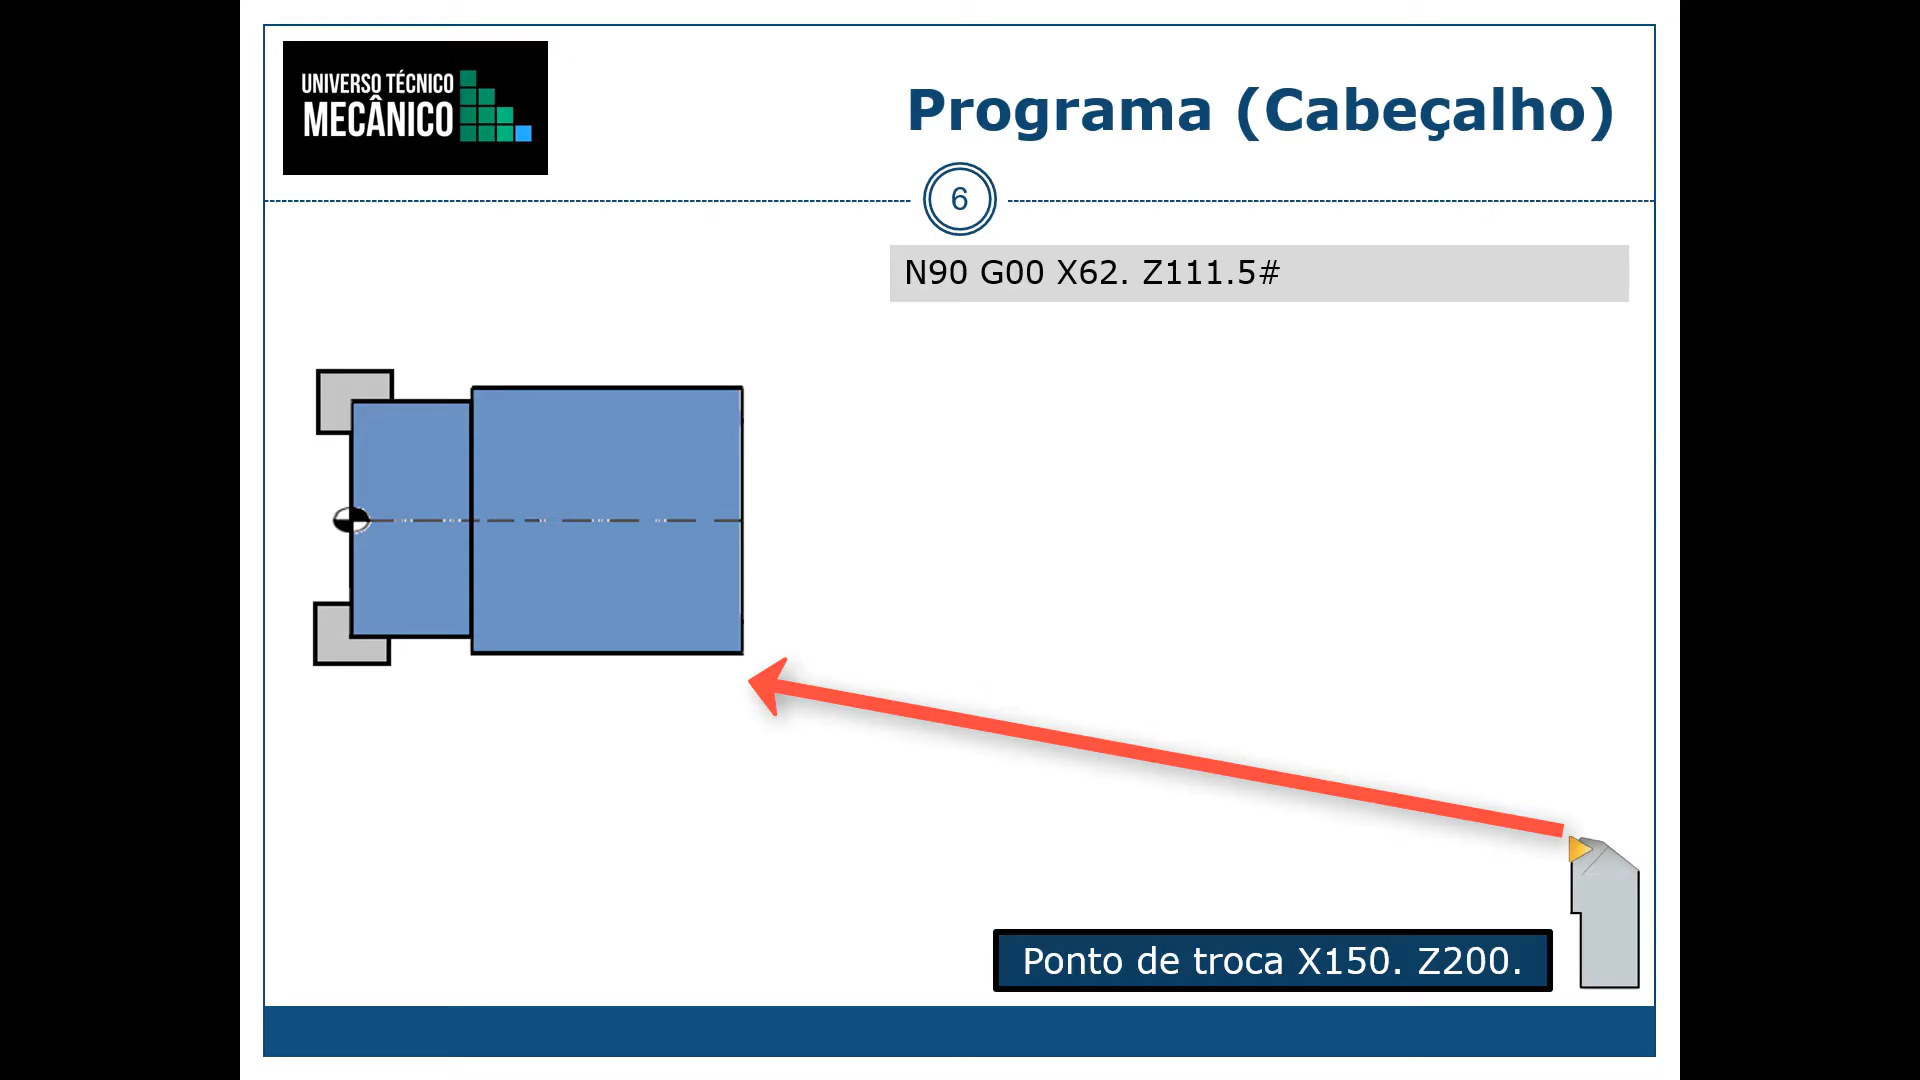 UNIVERSO TÉCNICO
MECÂNICO
Programa (Cabeçalho)
6
N90 G00 X62. Z111.5#
Ponto de troca X150. Z200.